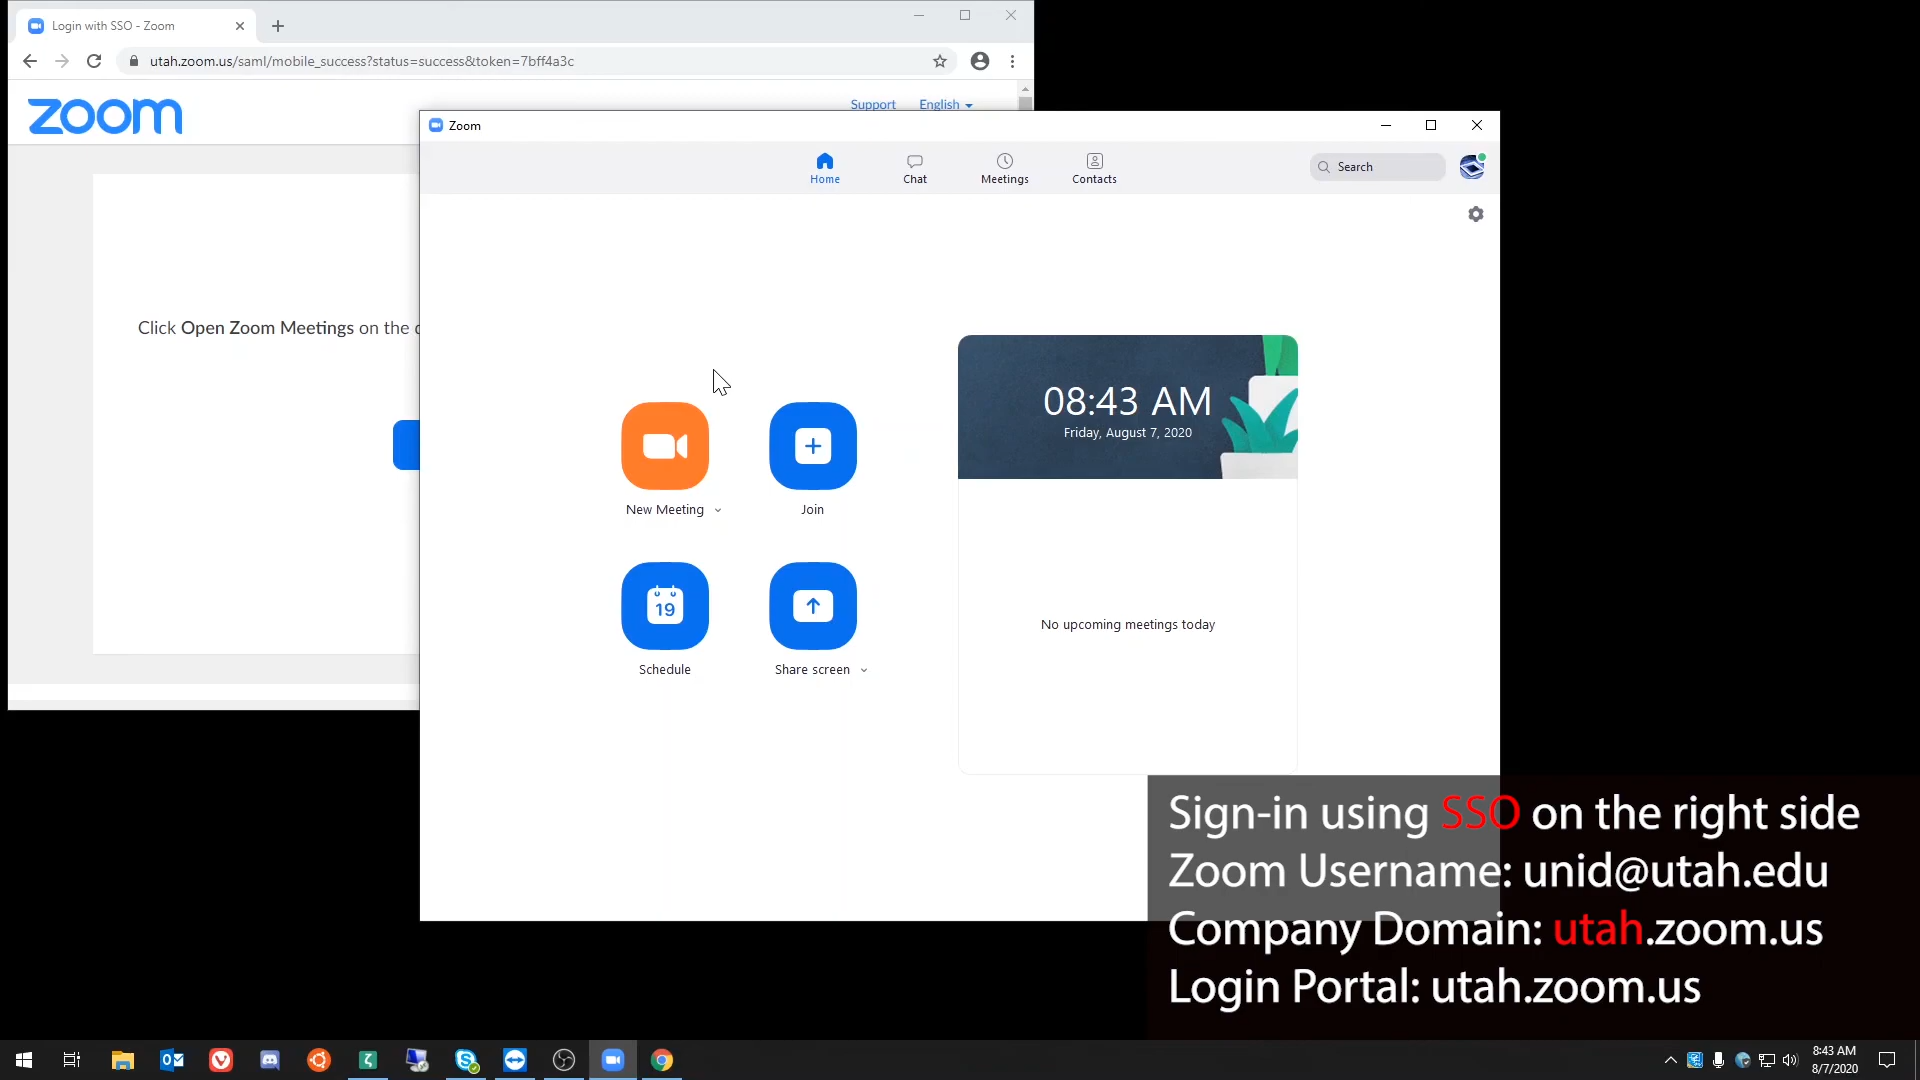 Login with SSO - Zoom
utah.zoom.us/saml/mobile_success?status=success&token=7bff4a3c
zoom
Support English
Click Open Zoom Meetings on the
Zoom
Home Chat Meetings Contacts
Search
08:43 AM
Friday, August 7, 2020
New Meeting Join
19
Schedule Share screen
No upcoming meetings today
Sign-in using SSO on the right side
Zoom Username: unid@utah.edu
Company Domain: utah.zoom.us
Login Portal: utah.zoom.us
8:43 AM
8/7/2020